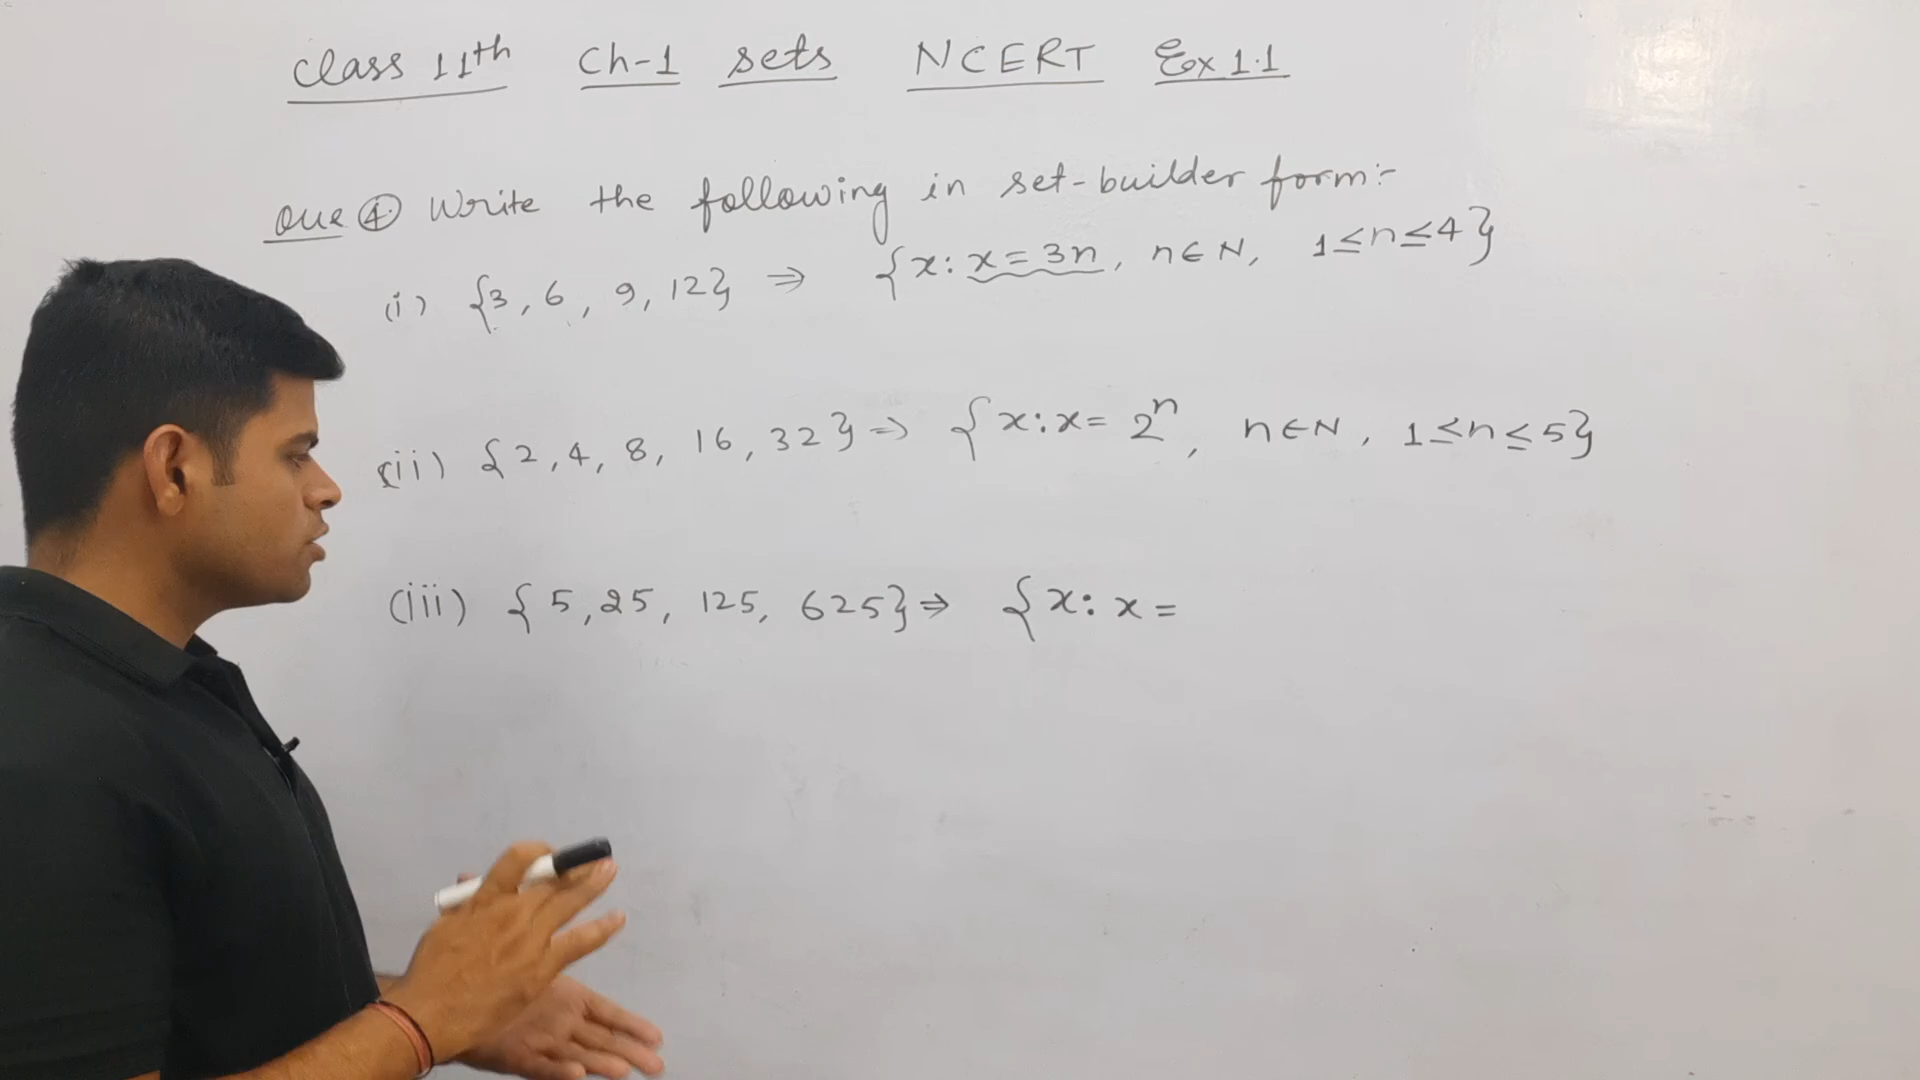 Class 11th Ch-1 sets NCERT Ex 1.1
Que ④ Write the following in set-builder form:-
(i) {3, 6, 9, 12} ⇒ {x: x = 3n, n∈N, 1≤n≤4}
(ii) {2, 4, 8, 16, 32} ⇒ {x: x = 2ⁿ, n∈N, 1≤n≤5}
(iii) {5, 25, 125, 625} ⇒ {x: x =